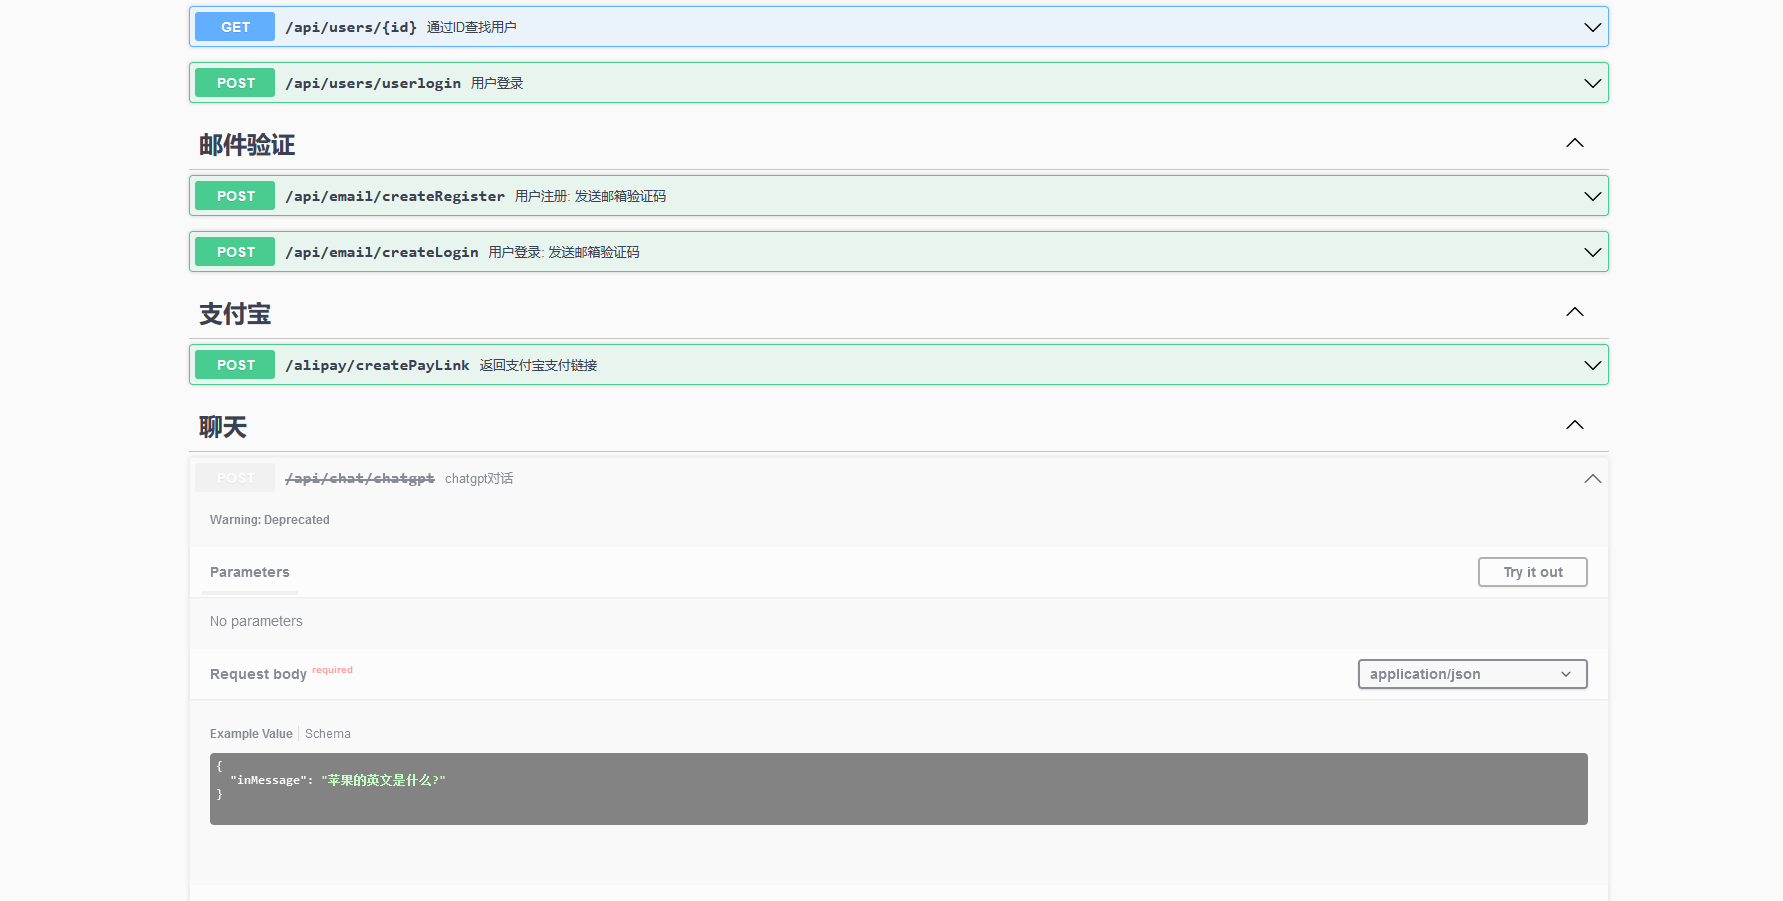 GET /api/users/{id} 通过ID查找用户
POST /api/users/userlogin 用户登录
邮件验证
POST /api/email/createRegister 用户注册: 发送邮箱验证码
POST /api/email/createLogin 用户登录: 发送邮箱验证码
支付宝
POST /alipay/createPayLink 返回支付宝支付链接
聊天
POST /api/chat/chatgpt chatgpt对话
Warning: Deprecated
Parameters Try it out
No parameters
Request body required application/json
Example Value Schema
{
"inMessage": "苹果的英文是什么?"
}